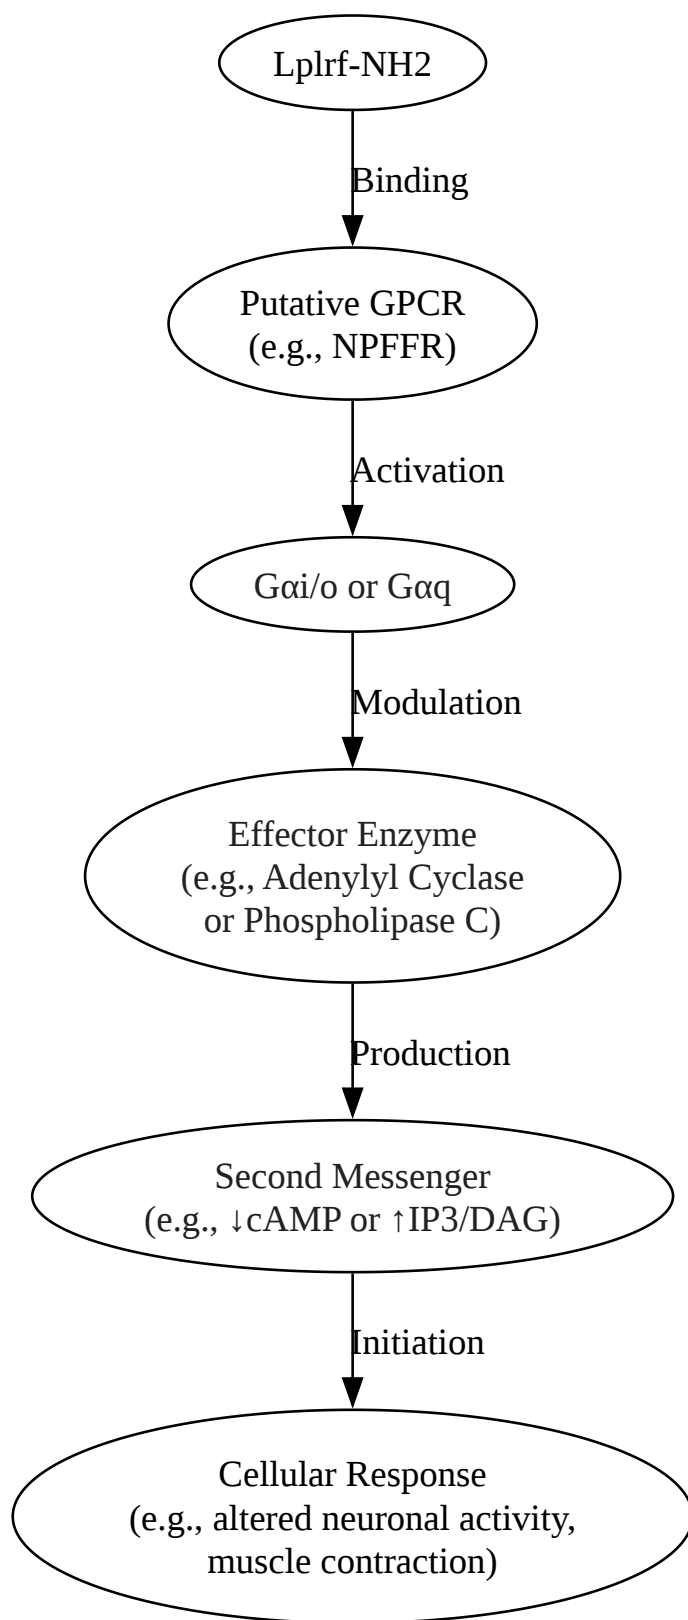 Lplrf-NH2
Binding
Putative GPCR
(e.g., NPFFR)
Activation
Gαi/o or Gαq
Modulation
Effector Enzyme
(e.g., Adenylyl Cyclase
or Phospholipase C)
Production
Second Messenger
(e.g., ↓cAMP or ↑IP3/DAG)
Initiation
Cellular Response
(e.g., altered neuronal activity,
muscle contraction)